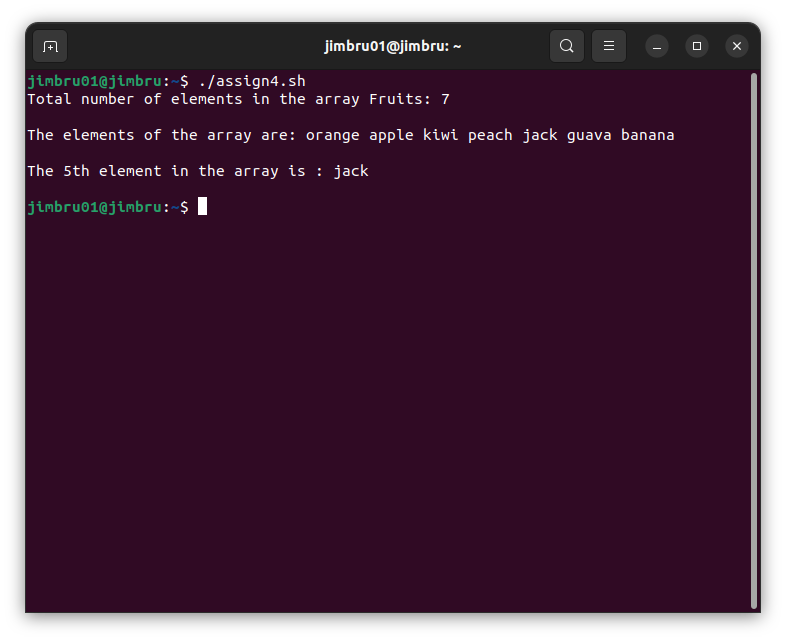 jimbru01@jimbru: ~
jimbru01@jimbru:~$ ./assign4.sh
Total number of elements in the array Fruits: 7
The elements of the array are: orange apple kiwi peach jack guava banana
The 5th element in the array is : jack
jimbru01@jimbru:~$